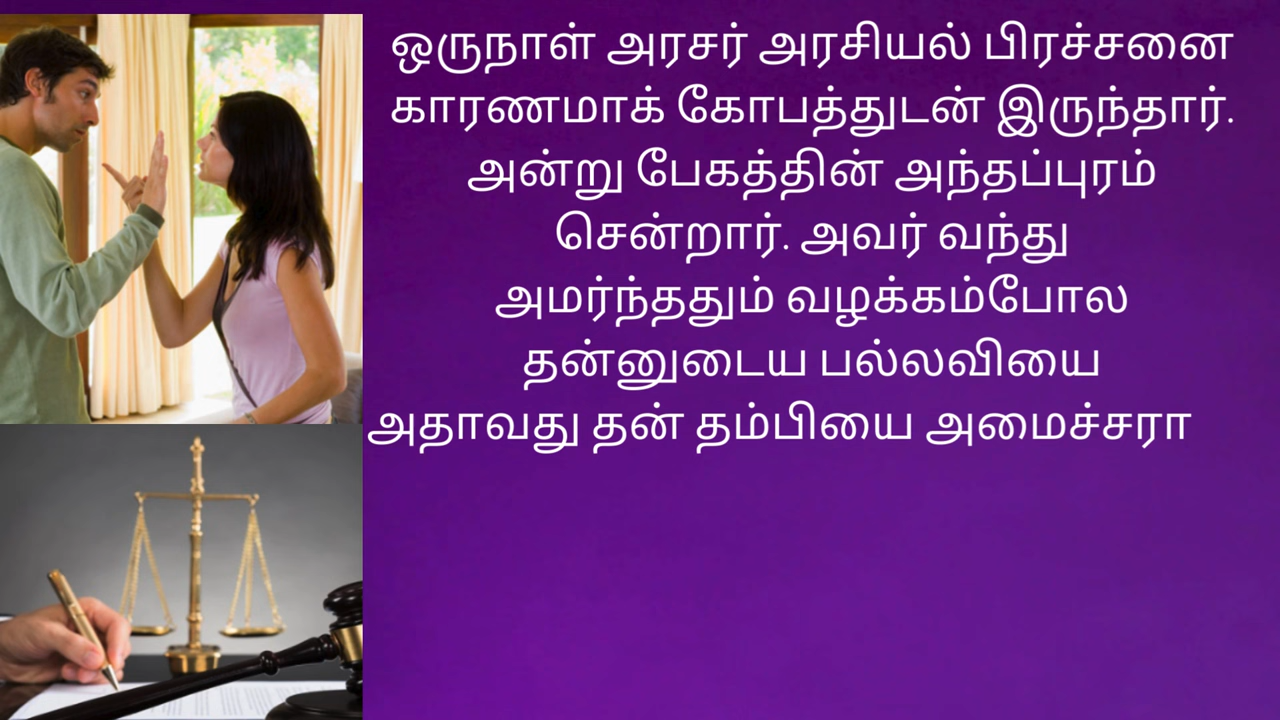 ஒருநாள் அரசர் அரசியல் பிரச்சனை
காரணமாக் கோபத்துடன் இருந்தார்.
அன்று பேகத்தின் அந்தப்புரம்
சென்றார். அவர் வந்து
அமர்ந்ததும் வழக்கம்போல
தன்னுடைய பல்லவியை
அதாவது தன் தம்பியை அமைச்சரா